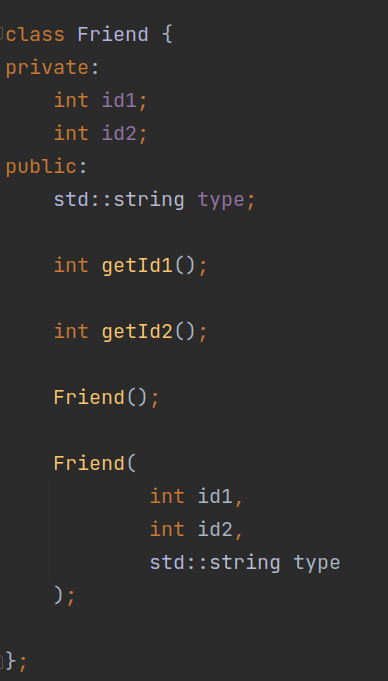 class Friend {
private:
    int id1;
    int id2;
public:
    std::string type;

    int getId1();

    int getId2();

    Friend();

    Friend(
            int id1,
            int id2,
            std::string type
    );

};